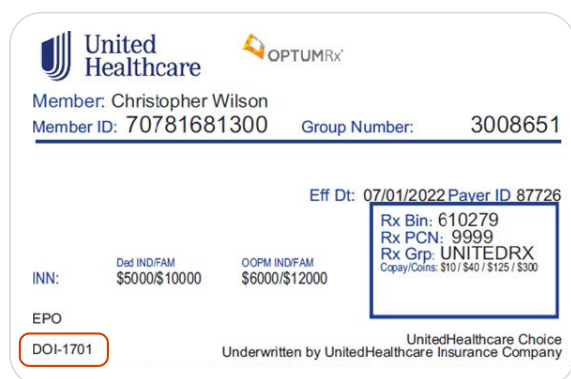 United
Healthcare
OPTUMRx®
Member: Christopher Wilson
Member ID: 70781681300 Group Number: 3008651
Eff Dt: 07/01/2022 Payer ID 87726
Rx Bin: 610279
Rx PCN: 9999
Rx Grp: UNITEDRX
Copay/Coins: $10 / $40 / $125 / $300
Ded IND/FAM OOPM IND/FAM
INN: $5000/$10000 $6000/$12000
EPO
DOI-1701
UnitedHealthcare Choice
Underwritten by UnitedHealthcare Insurance Company